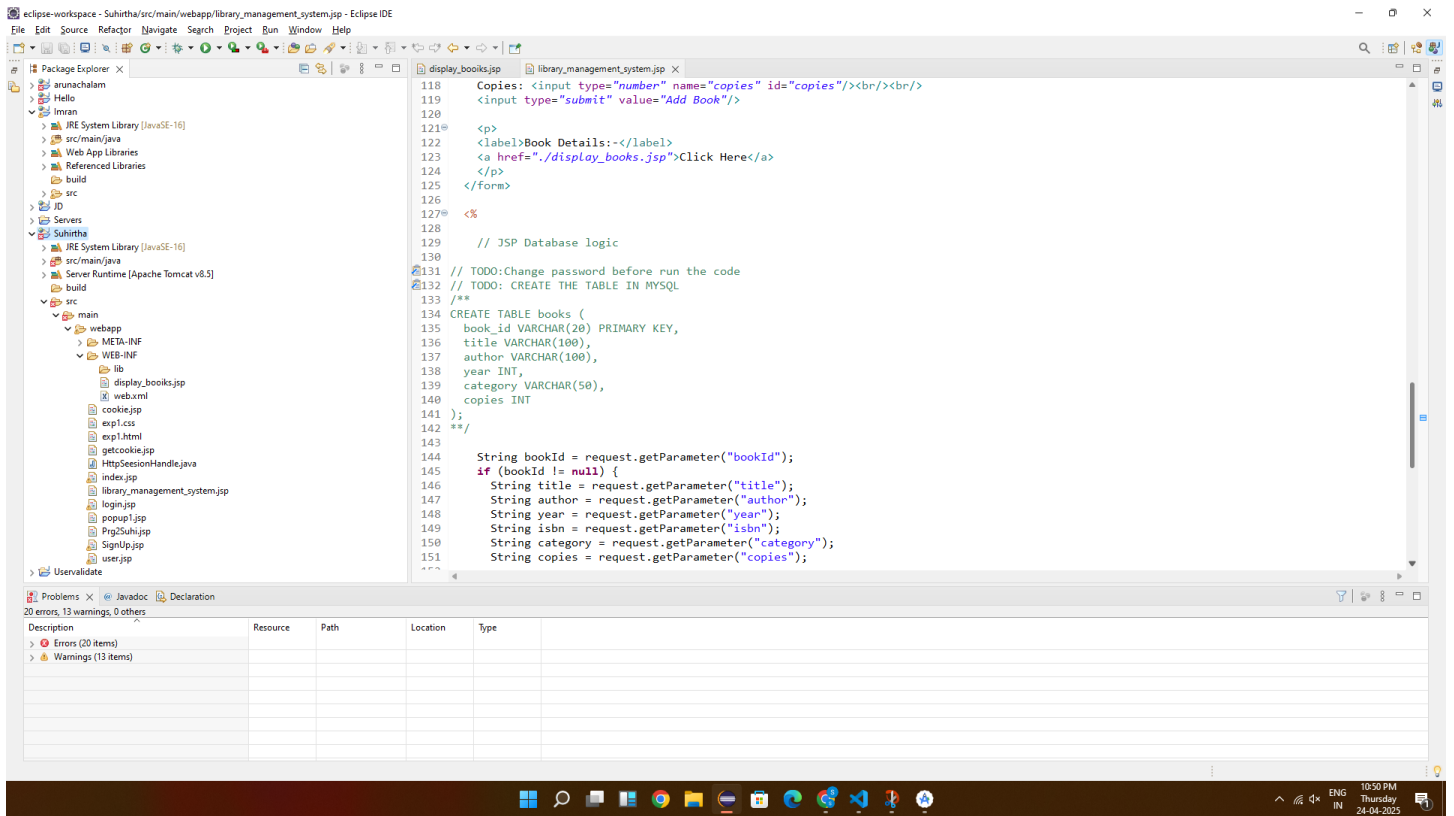 eclipse-workspace - Suhirtha/src/main/webapp/library_management_system.jsp - Eclipse IDE
File Edit Source Refactor Navigate Search Project Run Window Help
Package Explorer
arunachalam
Hello
Imran
JRE System Library [JavaSE-16]
src/main/java
Web App Libraries
Referenced Libraries
build
src
JD
Servers
Suhirtha
JRE System Library [JavaSE-16]
src/main/java
Server Runtime [Apache Tomcat v8.5]
build
src
main
webapp
META-INF
WEB-INF
lib
display_booiks.jsp
web.xml
cookie.jsp
exp1.css
exp1.html
getcookie.jsp
HttpSeesionHandle.java
index.jsp
library_management_system.jsp
login.jsp
popup1.jsp
Prg2Suhi.jsp
SignUp.jsp
user.jsp
Uservalidate
display_booiks.jsp library_management_system.jsp
118 Copies: <input type="number" name="copies" id="copies"/><br/><br/>
119 <input type="submit" value="Add Book"/>
120
121 <p>
122 <label>Book Details:-</label>
123 <a href="./display_books.jsp">Click Here</a>
124 </p>
125 </form>
126
127 <%
128
129 // JSP Database logic
130
131 // TODO:Change password before run the code
132 // TODO: CREATE THE TABLE IN MYSQL
133 /**
134 CREATE TABLE books (
135 book_id VARCHAR(20) PRIMARY KEY,
136 title VARCHAR(100),
137 author VARCHAR(100),
138 year INT,
139 category VARCHAR(50),
140 copies INT
141 );
142 **/
143
144 String bookId = request.getParameter("bookId");
145 if (bookId != null) {
146 String title = request.getParameter("title");
147 String author = request.getParameter("author");
148 String year = request.getParameter("year");
149 String isbn = request.getParameter("isbn");
150 String category = request.getParameter("category");
151 String copies = request.getParameter("copies");
Problems @ Javadoc Declaration
20 errors, 13 warnings, 0 others
Description Resource Path Location Type
Errors (20 items)
Warnings (13 items)
ENG
IN
10:50 PM
Thursday
24-04-2025
1